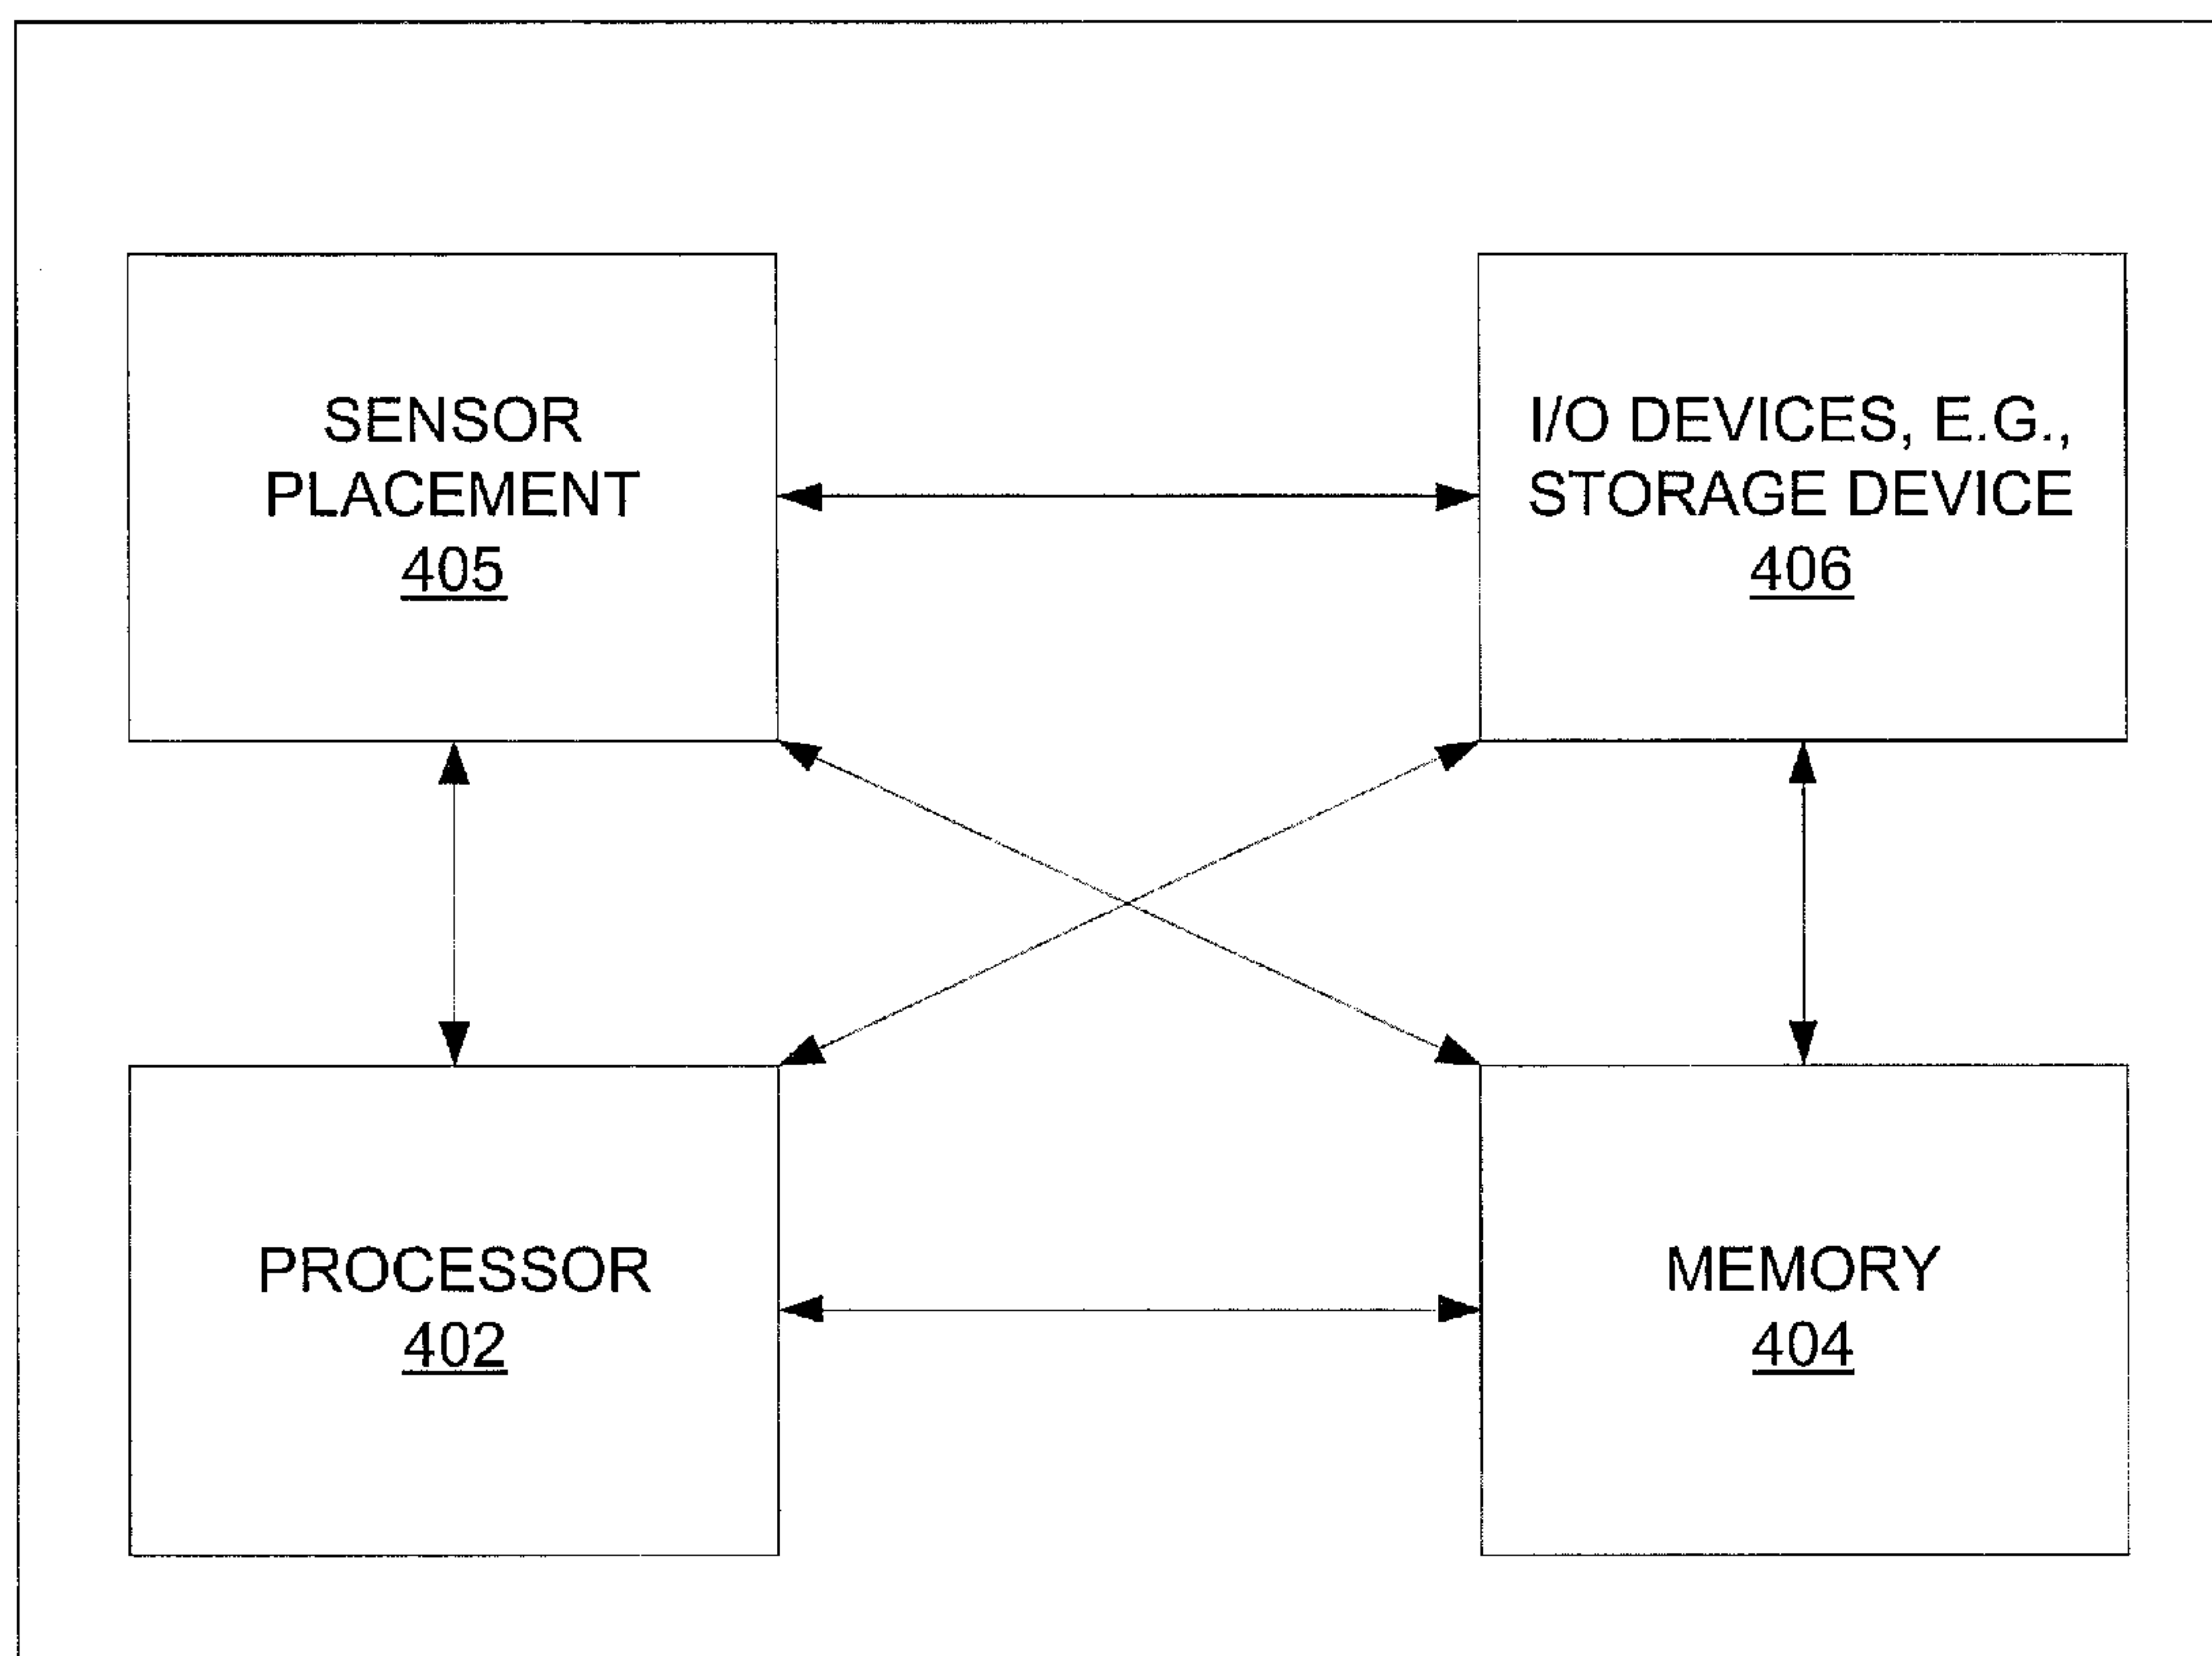 SENSOR
PLACEMENT
405
I/O DEVICES, E.G.,
STORAGE DEVICE
406
PROCESSOR
402
MEMORY
404